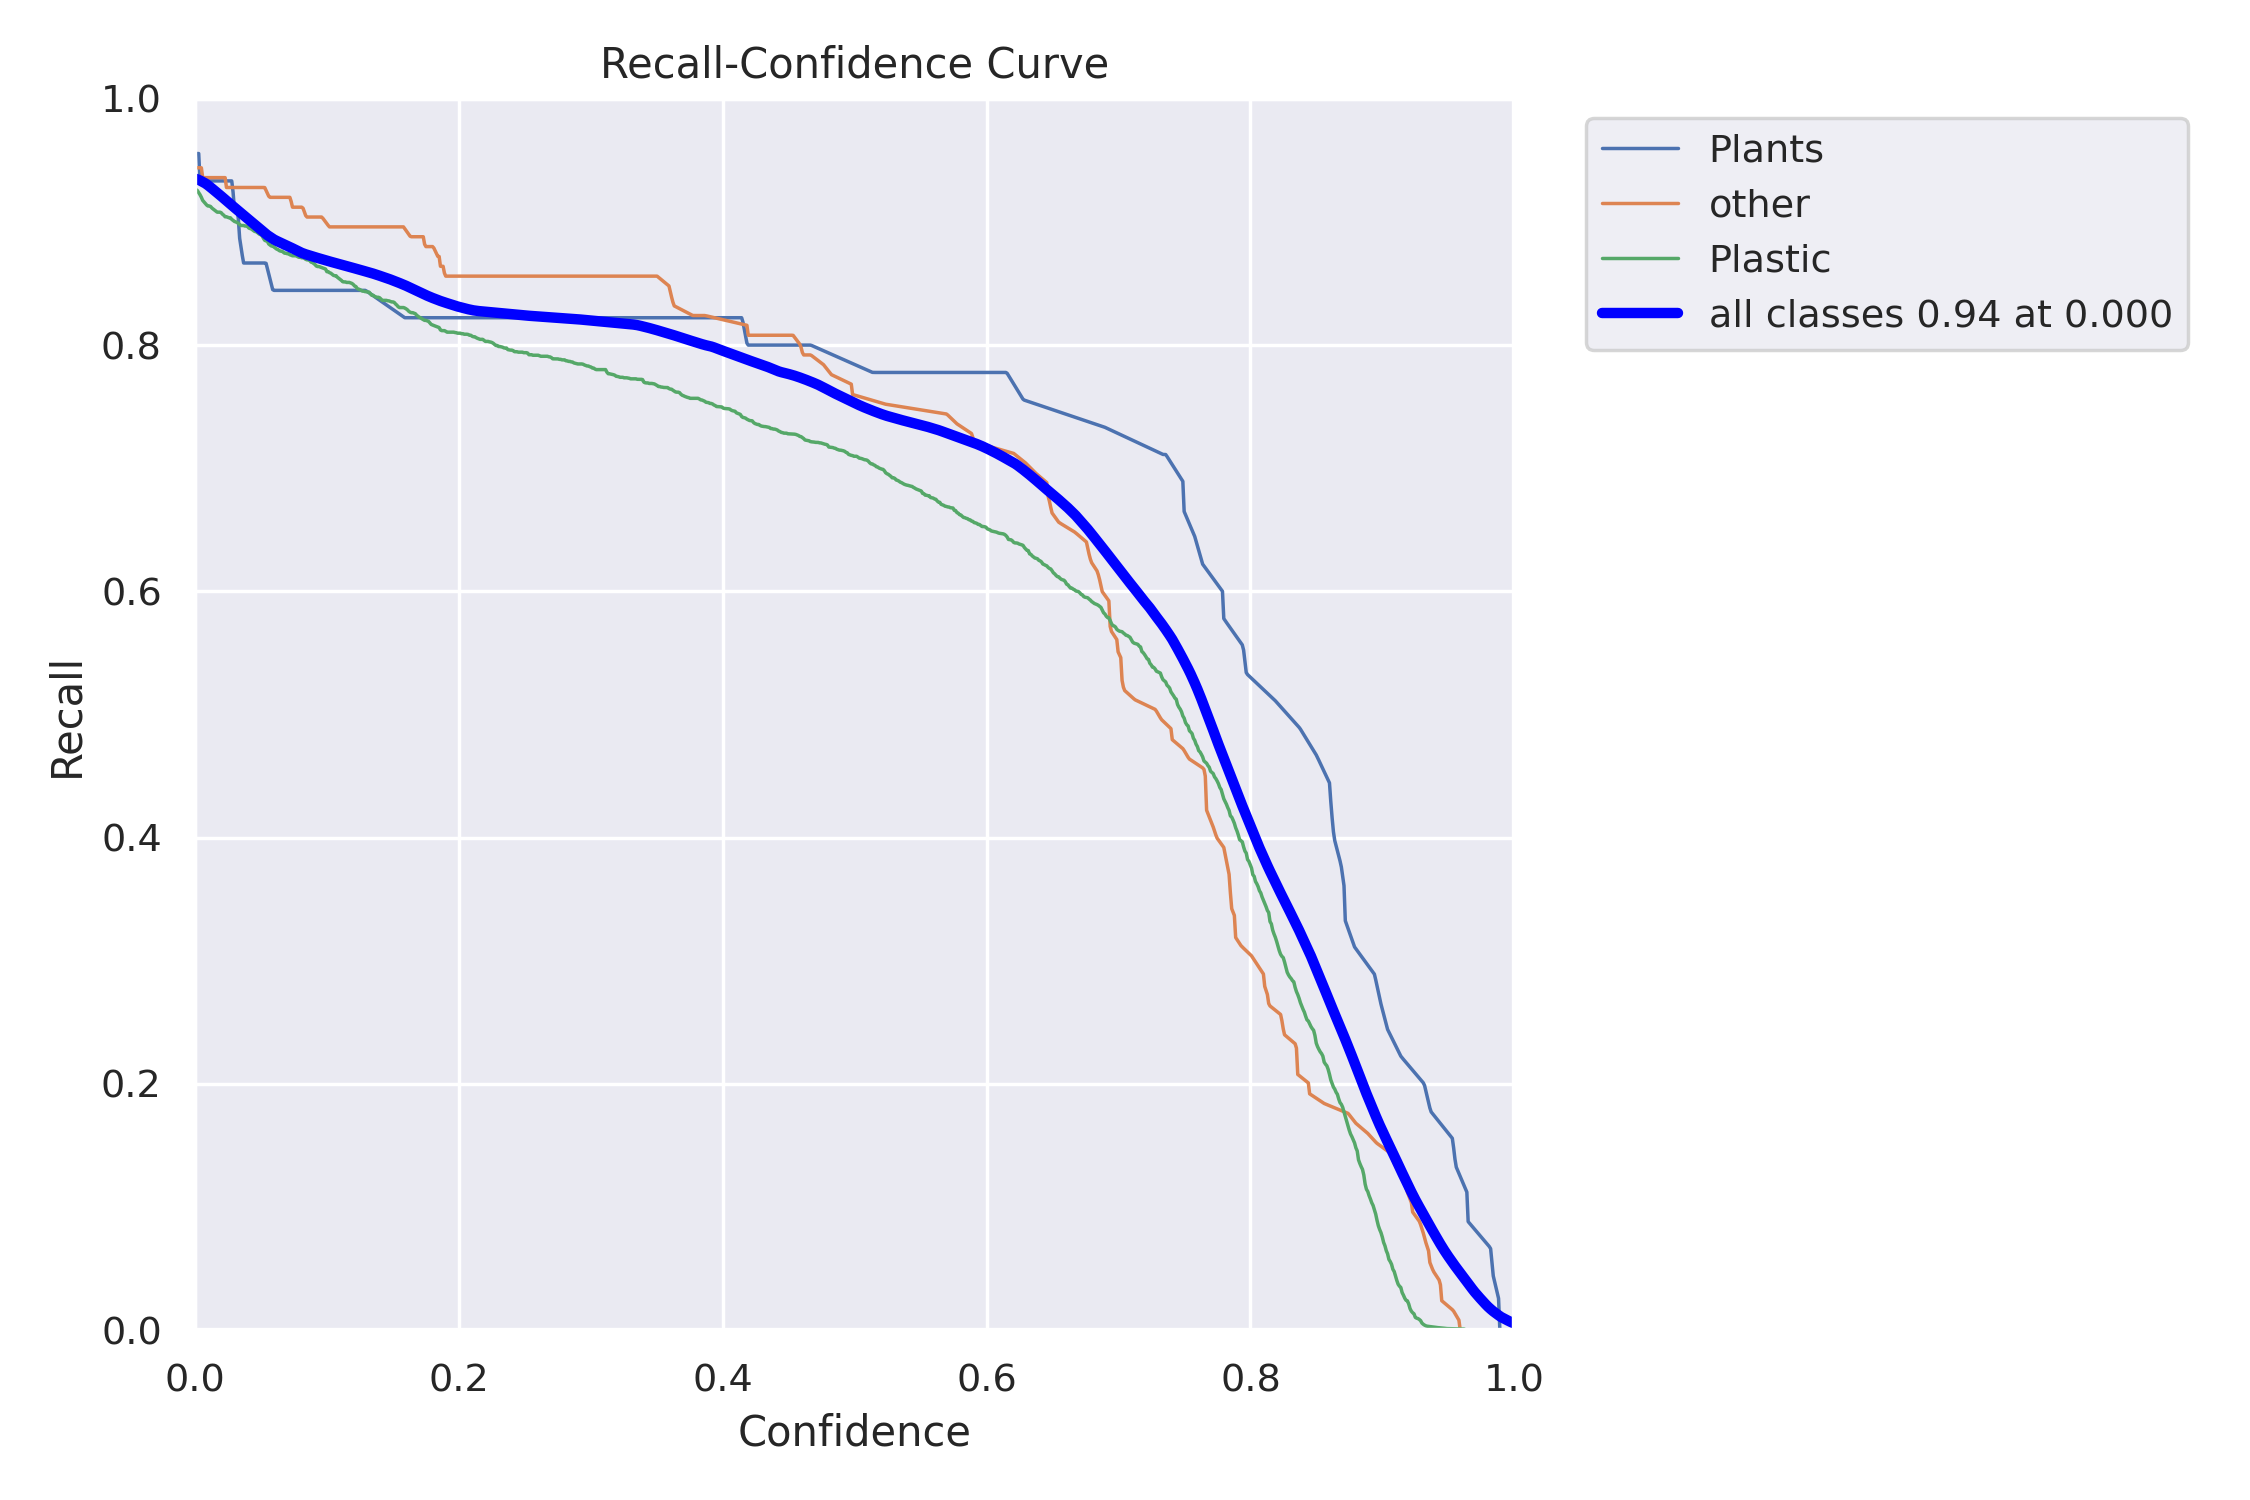 Recall-Confidence Curve
1.0
0.8
0.6
0.4
0.2
0.0
Recall
0.0 0.2 0.4 0.6 0.8 1.0
Confidence
Plants
other
Plastic
all classes 0.94 at 0.000